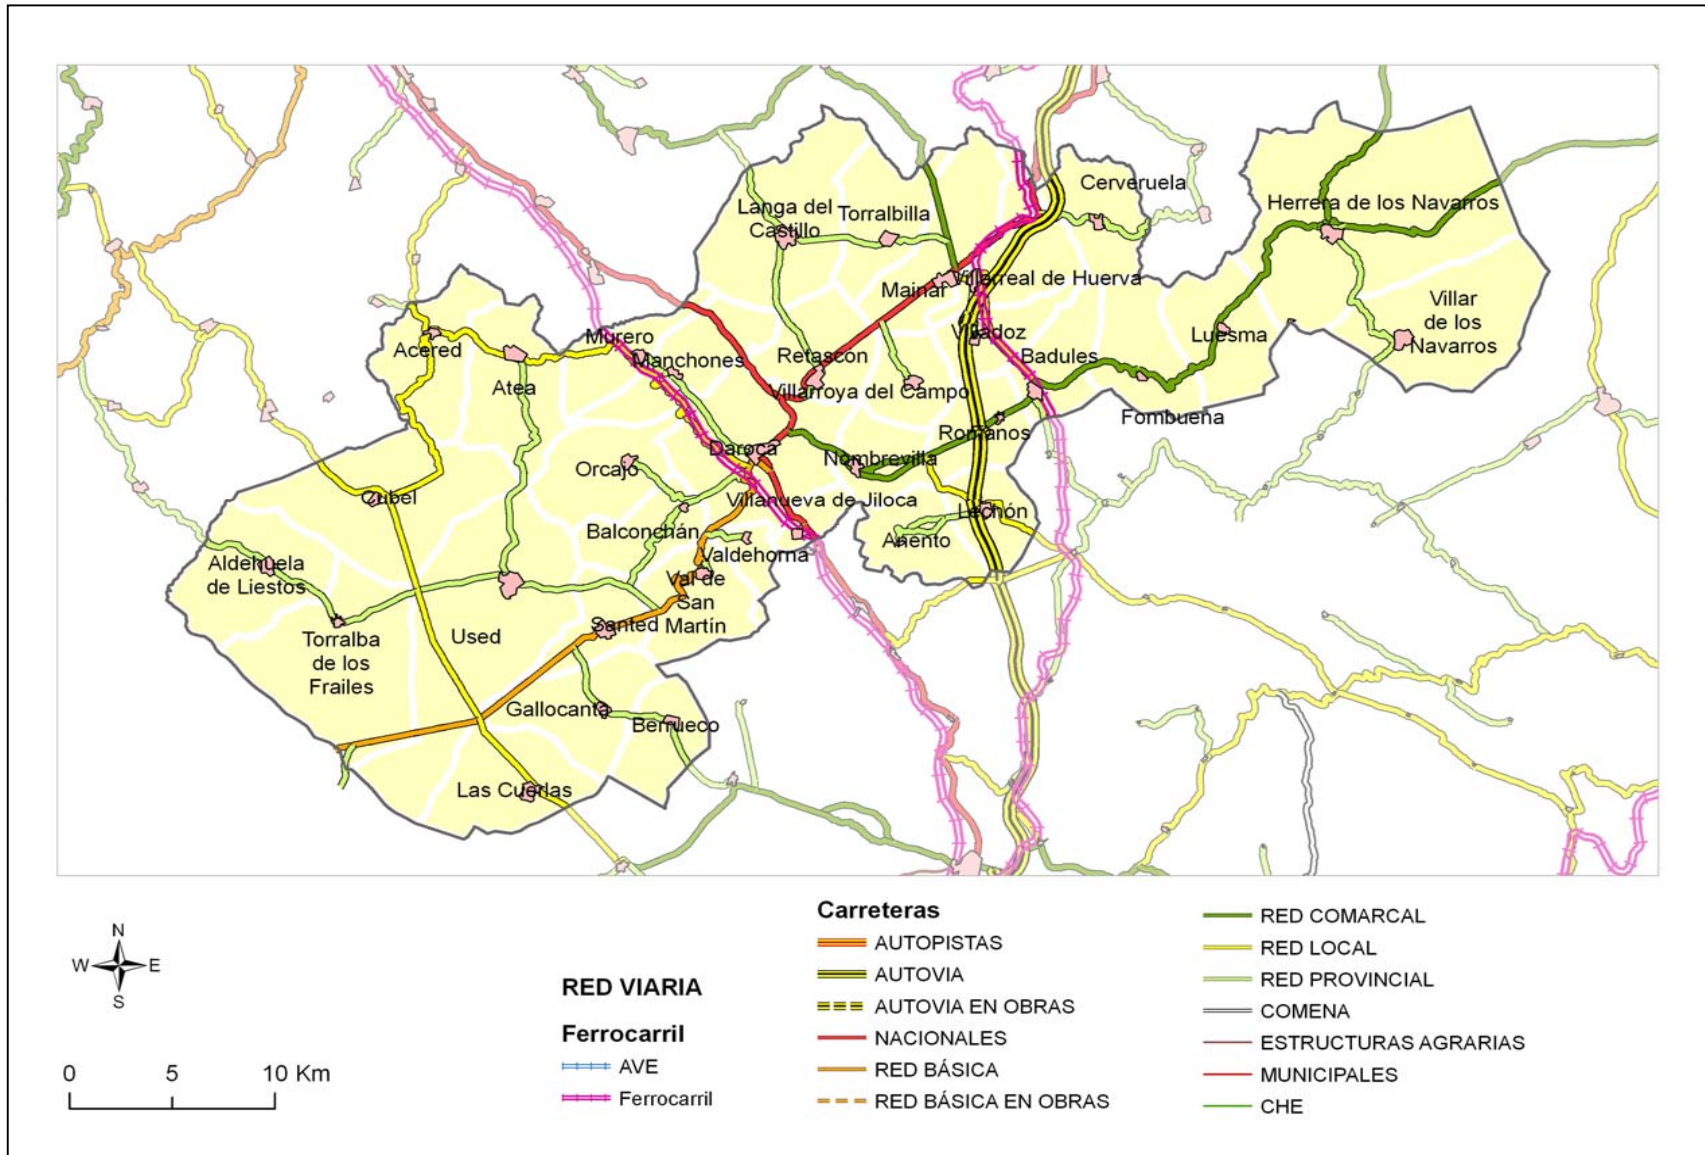 Cerveruela
Langa del
Castillo
Torralbilla
Herrera de los Navarros
Mainar
Villarreal de Huerva
Villar
de los
Navarros
Murero
Acered
Manchones
Retascón
Villadoz
Badules
Luesma
Atea
Villarroya del Campo
Fombuena
Romanos
Daroca
Nombrevilla
Orcajo
Cubel
Villanueva de Jiloca
Lechón
Balconchán
Anento
Valdehorna
Aldehuela
de Liestos
Val de
San
Martín
Santed
Used
Torralba
de los
Frailes
Gallocanta
Berrueco
Las Cuerlas
N
W
E
S
0
5
10 Km
RED VIARIA
Ferrocarril
AVE
Ferrocarril
Carreteras
AUTOPISTAS
AUTOVIA
AUTOVIA EN OBRAS
NACIONALES
RED BÁSICA
RED BÁSICA EN OBRAS
RED COMARCAL
RED LOCAL
RED PROVINCIAL
COMENA
ESTRUCTURAS AGRARIAS
MUNICIPALES
CHE